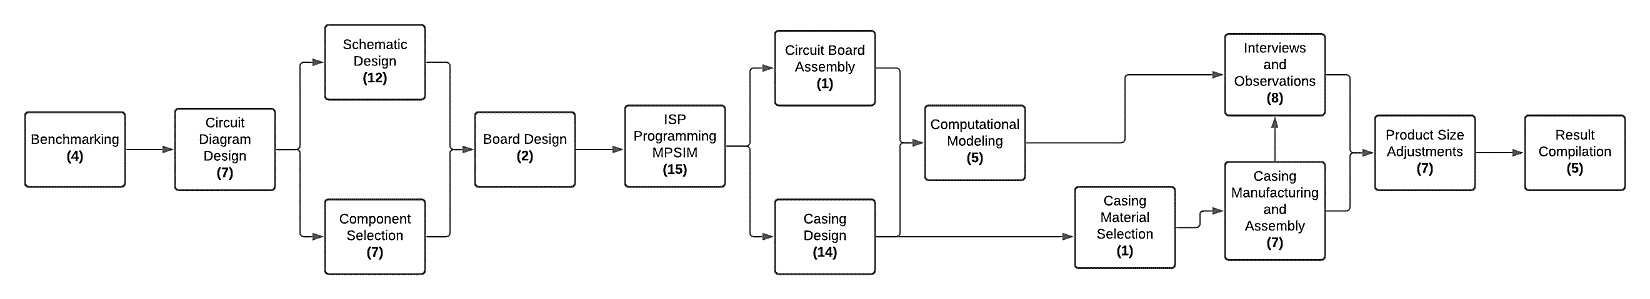 Benchmarking
(4)
Circuit
Diagram
Design
(7)
Schematic
Design
(12)
Component
Selection
(7)
Board Design
(2)
ISP
Programming
MPSIM
(15)
Circuit Board
Assembly
(1)
Casing
Design
(14)
Computational
Modeling
(5)
Casing
Material
Selection
(1)
Interviews
and
Observations
(8)
Casing
Manufacturing
and
Assembly
(7)
Product Size
Adjustments
(7)
Result
Compilation
(5)